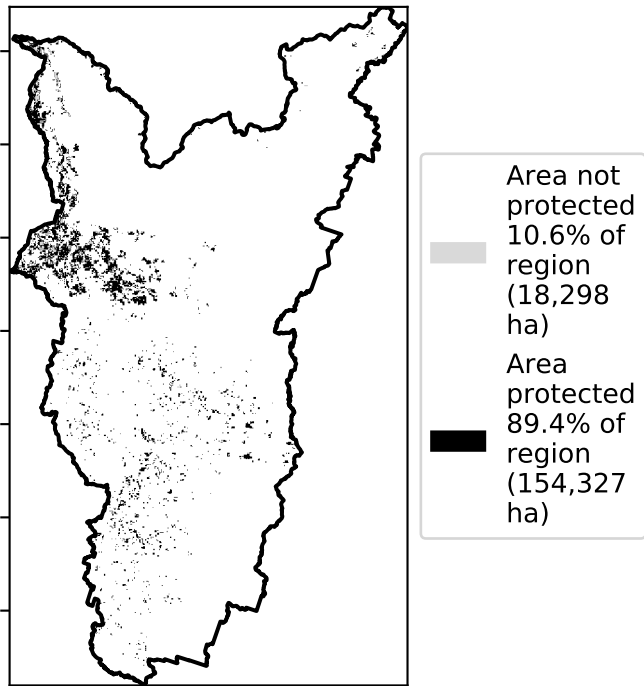 Area not
protected
10.6% of
region
(18,298
ha)
Area
protected
89.4% of
region
(154,327
ha)